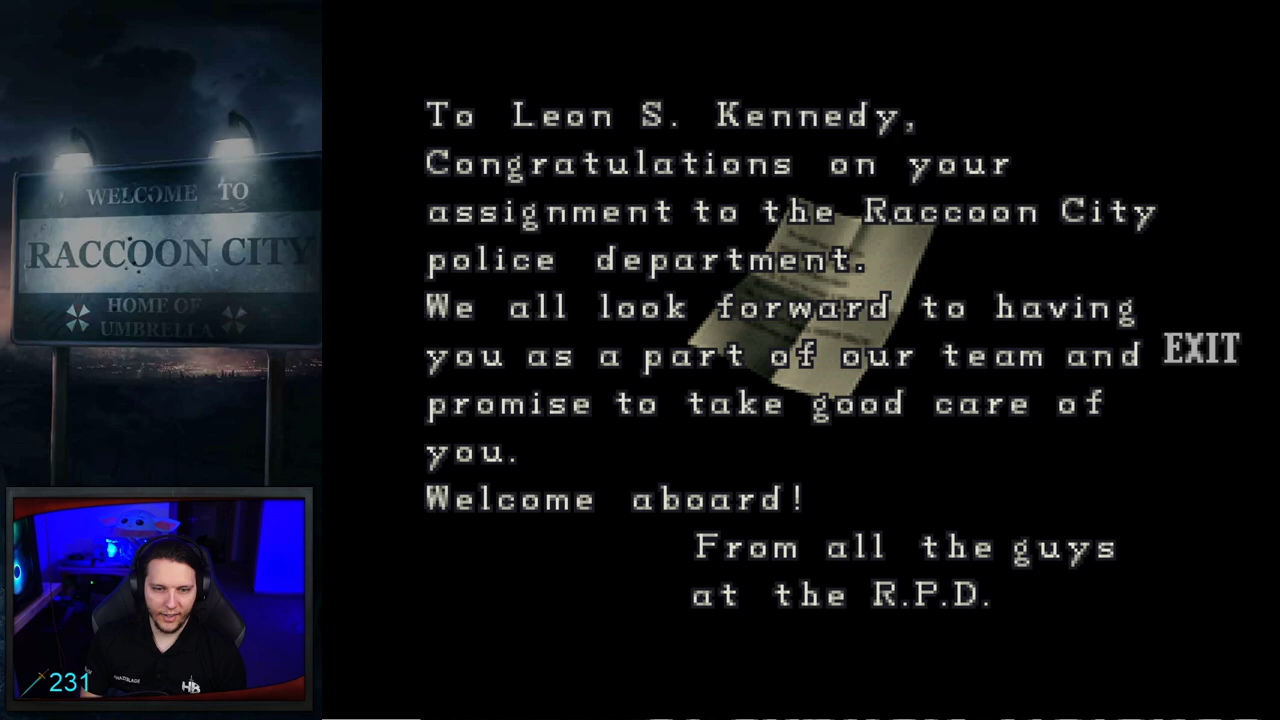 WELCOME TO
RACCOON CITY
HOME OF
UMBRELLA
To Leon S. Kennedy,
Congratulations on your
assignment to the Raccoon City
police department.
We all look forward to having
you as a part of our team and
promise to take good care of
you.
Welcome aboard!
From all the guys
at the R.P.D.
EXIT
231
HB